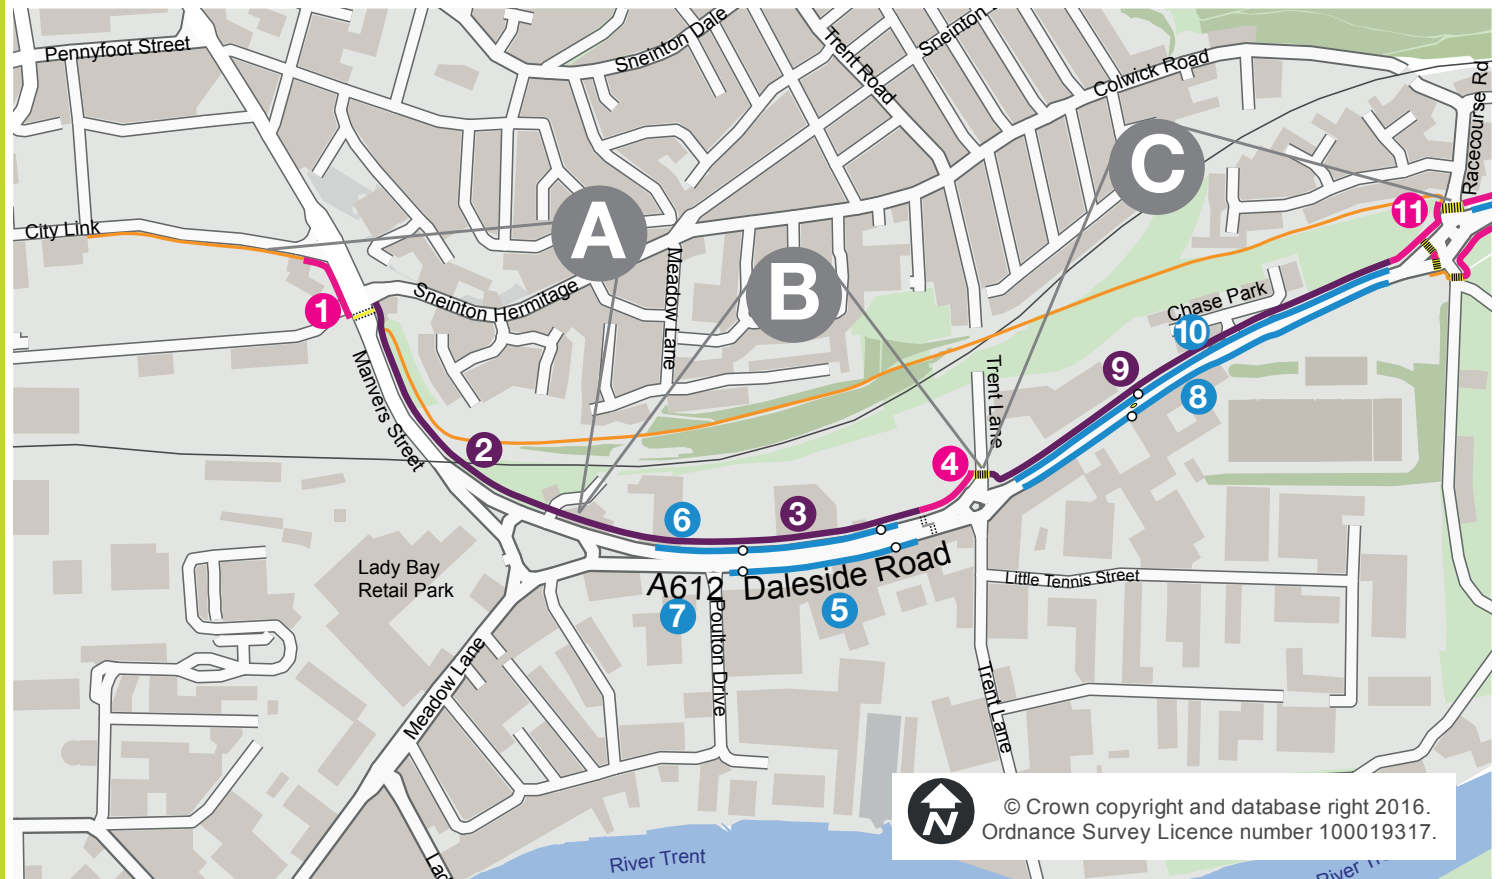 Pennyfoot Street
Sneinton Dale
Trent Road
Sneinton
Colwick Road
Racecourse Rd
City Link
A
B
C
11
1
Sneinton Hermitage
Meadow Lane
Chase Park
10
Manvers Street
Trent Lane
9
8
2
4
6
3
Lady Bay
Retail Park
A612 Daleside Road
7
5
Little Tennis Street
Poulton Drive
Meadow Lane
Trent Lane
N
© Crown copyright and database right 2016.
Ordnance Survey Licence number 100019317.
River Trent
River